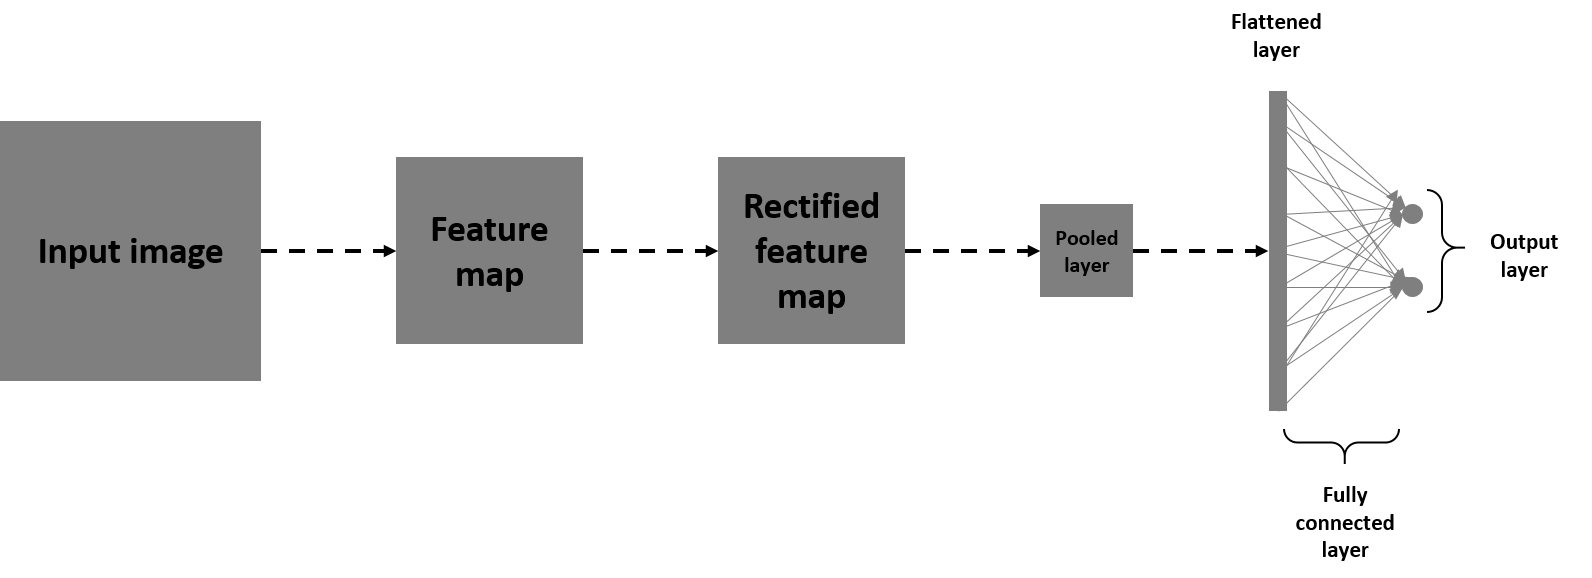 Flattened
layer
Input image
Feature
map
Rectified
feature
map
Pooled
layer
Output
layer
Fully
connected
layer